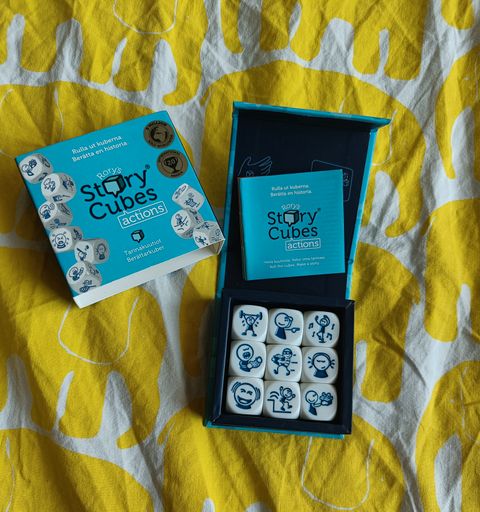 Rulla ut kuberna
Berätta en historia
RORY'S
Story
Cubes
actions
Tarinakuutiot
Berättarkuber
Rulla ut kuberna.
Berätta en historia.
RORY'S
Story
Cubes
actions